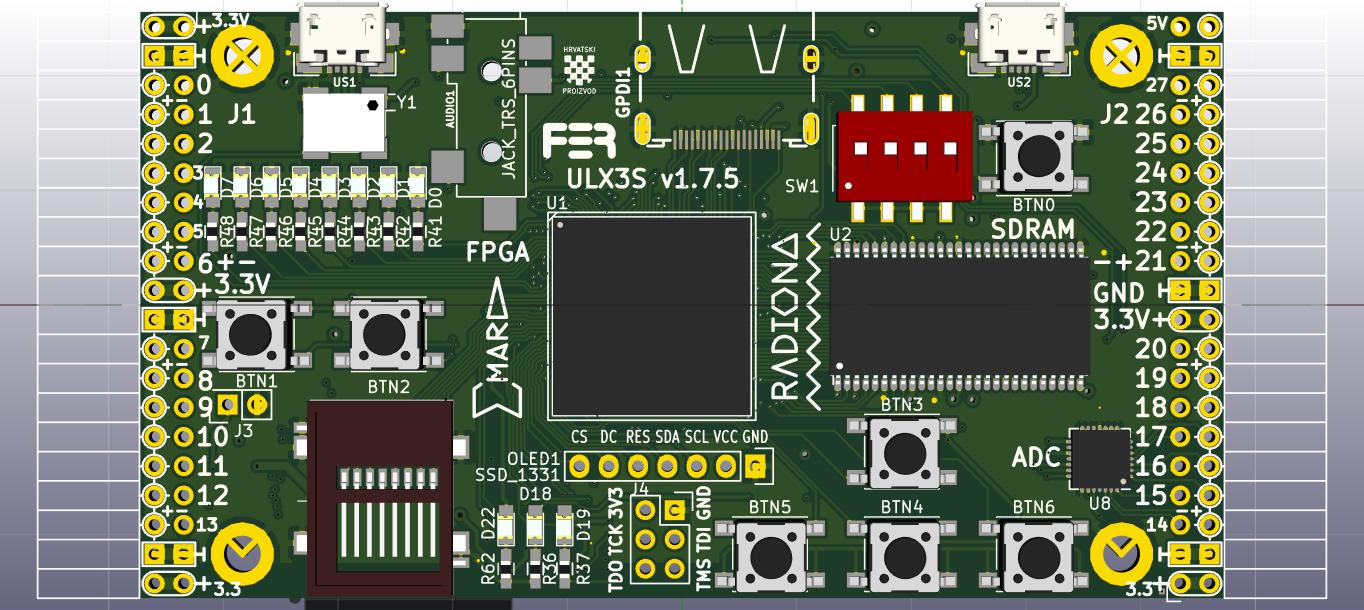 +3.3V
0
1
2
3
4
5
6+-
+3.3V
7
8
9
10
11
12
13
+3.3
J1
US1
Y1
AUDIO1
JACK_TRS_6PINS
HRVATSKI
PROIZVOD
GPDI1
FER
ULX3S v1.7.5
D7
D6
D5
D4
D3
D2
D1
D0
R48
R47
R46
R45
R44
R43
R42
R41
FPGA
MARA
U1
RADIONA
SW1
U2
US2
BTN0
SDRAM
BTN1
BTN2
J3
BTN3
CS DC RES SDA SCL VCC GND
OLED1
SSD_1331
D18
D22
D19
R62
R36
R37
J4
TDO TCK 3V3
TMS TDI GND
BTN5
BTN4
BTN6
ADC
U8
5V
27
J2 26
25
24
23
22
-+21
GND
3.3V+
20
19
18
17
16
15
14
3.3+